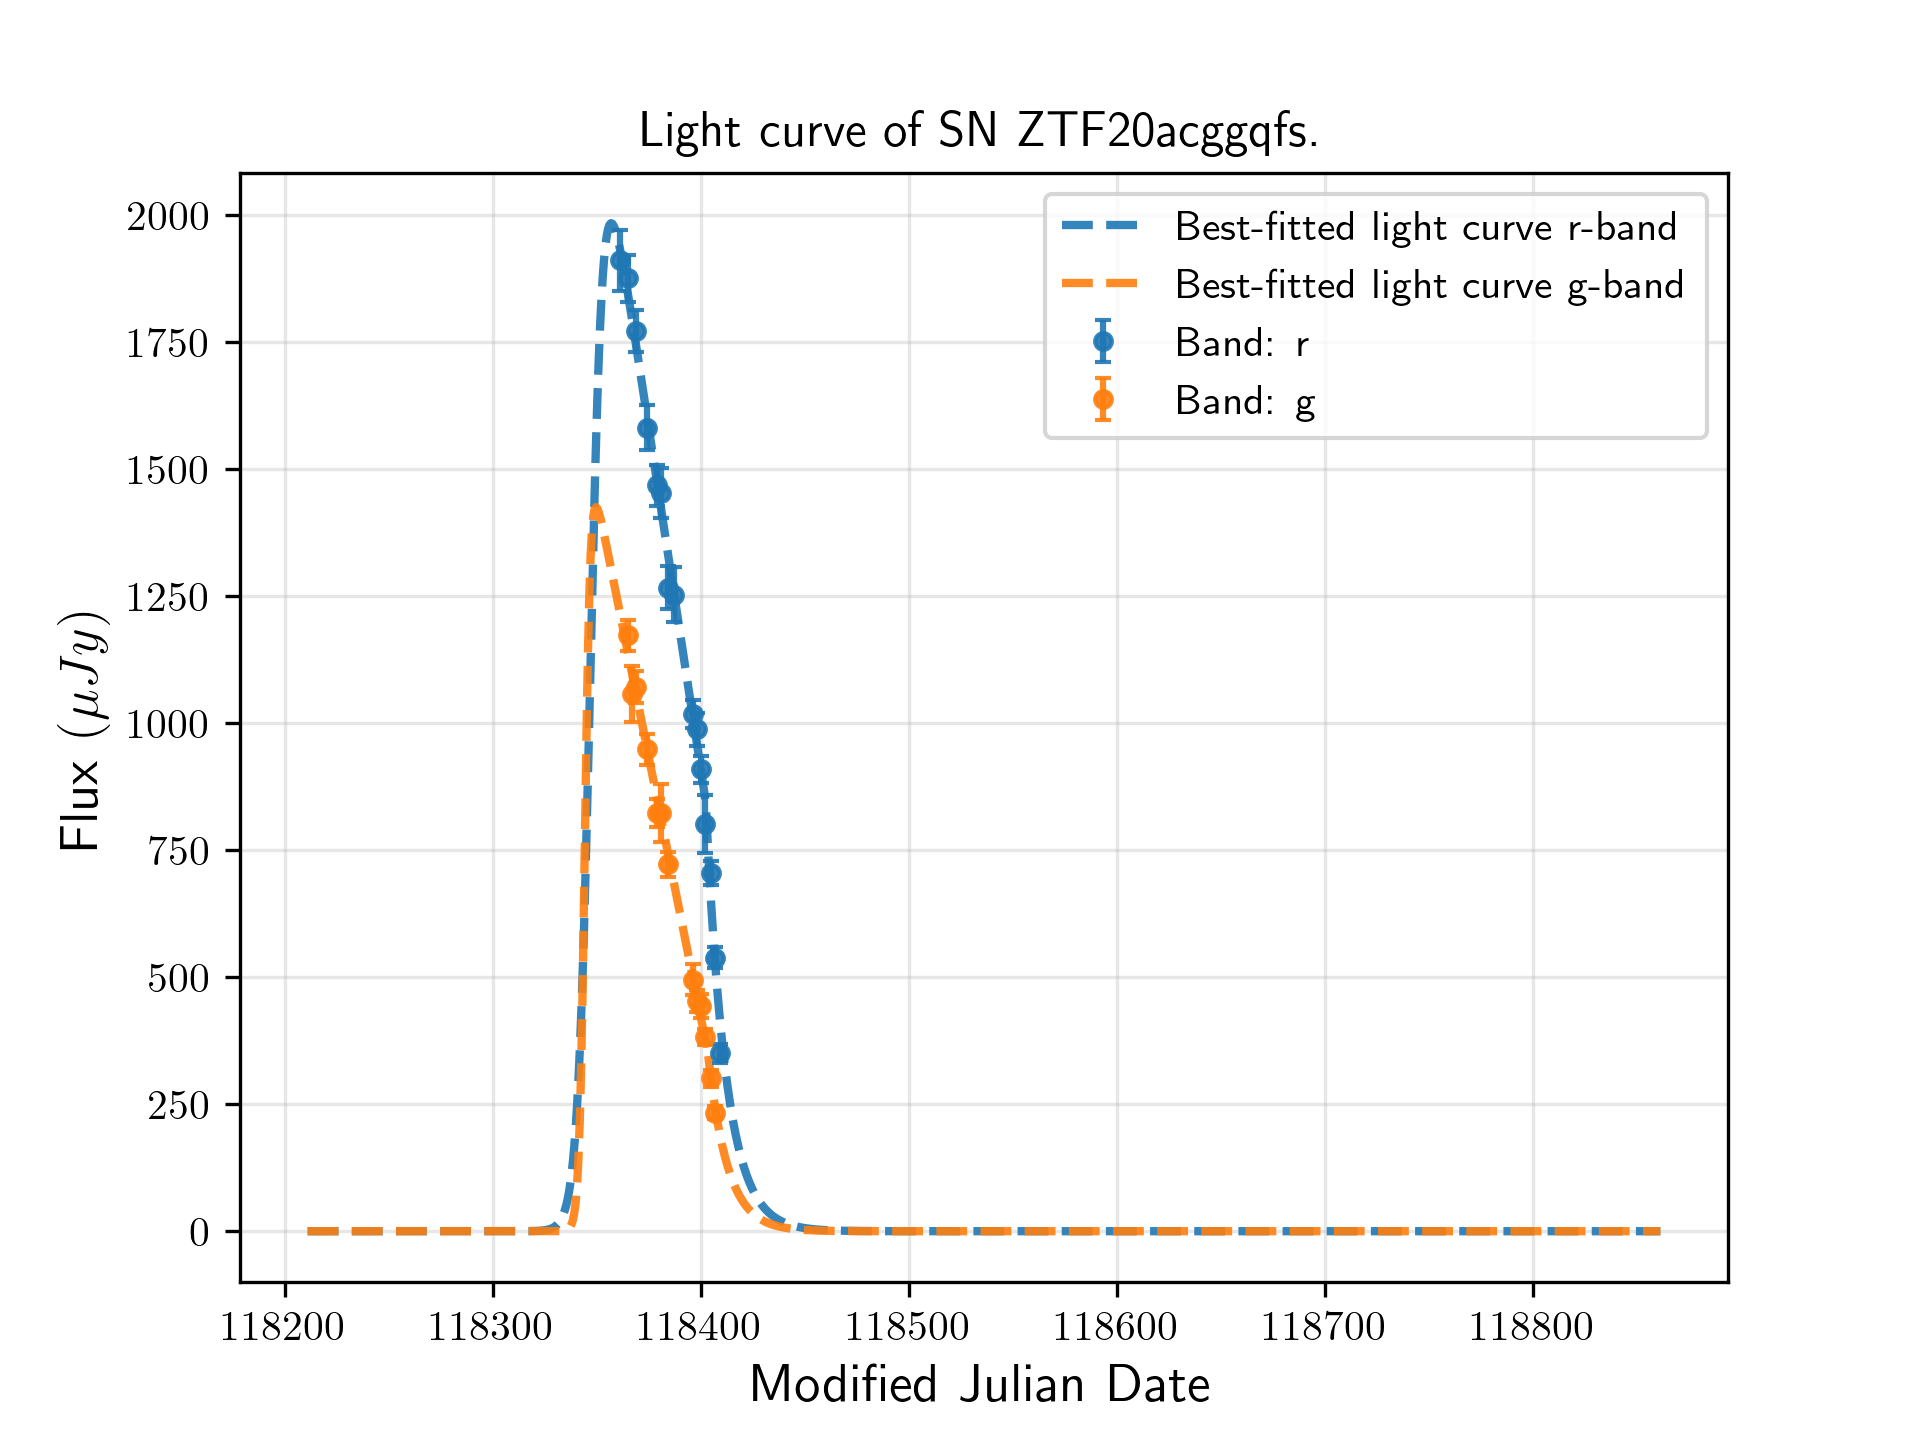 Light curve of SN ZTF20acggqfs.
2000
1750
1500
1250
1000
750
500
250
0
Flux (μJy)
Best-fitted light curve r-band
Best-fitted light curve g-band
Band: r
Band: g
118200 118300 118400 118500 118600 118700 118800
Modified Julian Date